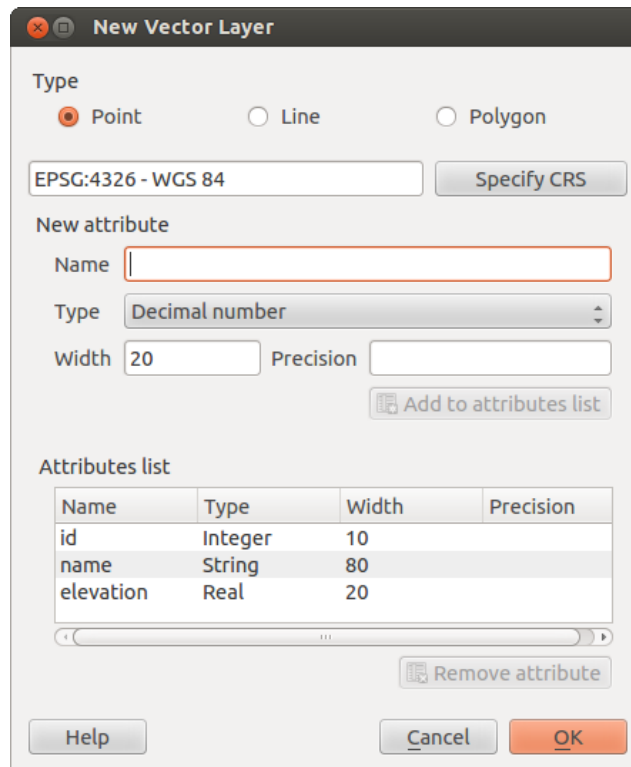 New Vector Layer
Type
Point Line Polygon
EPSG:4326 - WGS 84 Specify CRS
New attribute
Name
Type Decimal number
Width 20 Precision
Add to attributes list
Attributes list
Name Type Width Precision
id Integer 10
name String 80
elevation Real 20
Remove attribute
Help Cancel OK